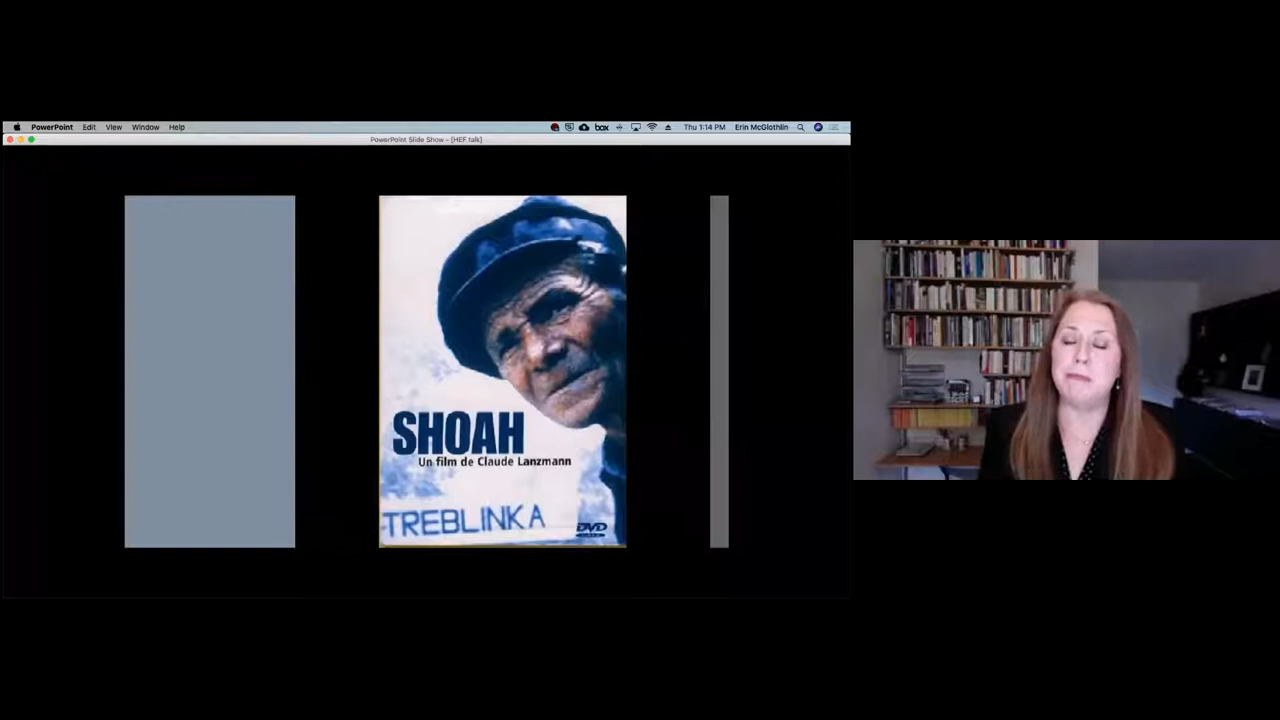 PowerPoint Edit View Window Help
box
Thu 1:14 PM Erin McGlothlin
PowerPoint Slide Show - [HEF talk]
SHOAH
Un film de Claude Lanzmann
TREBLINKA
DVD